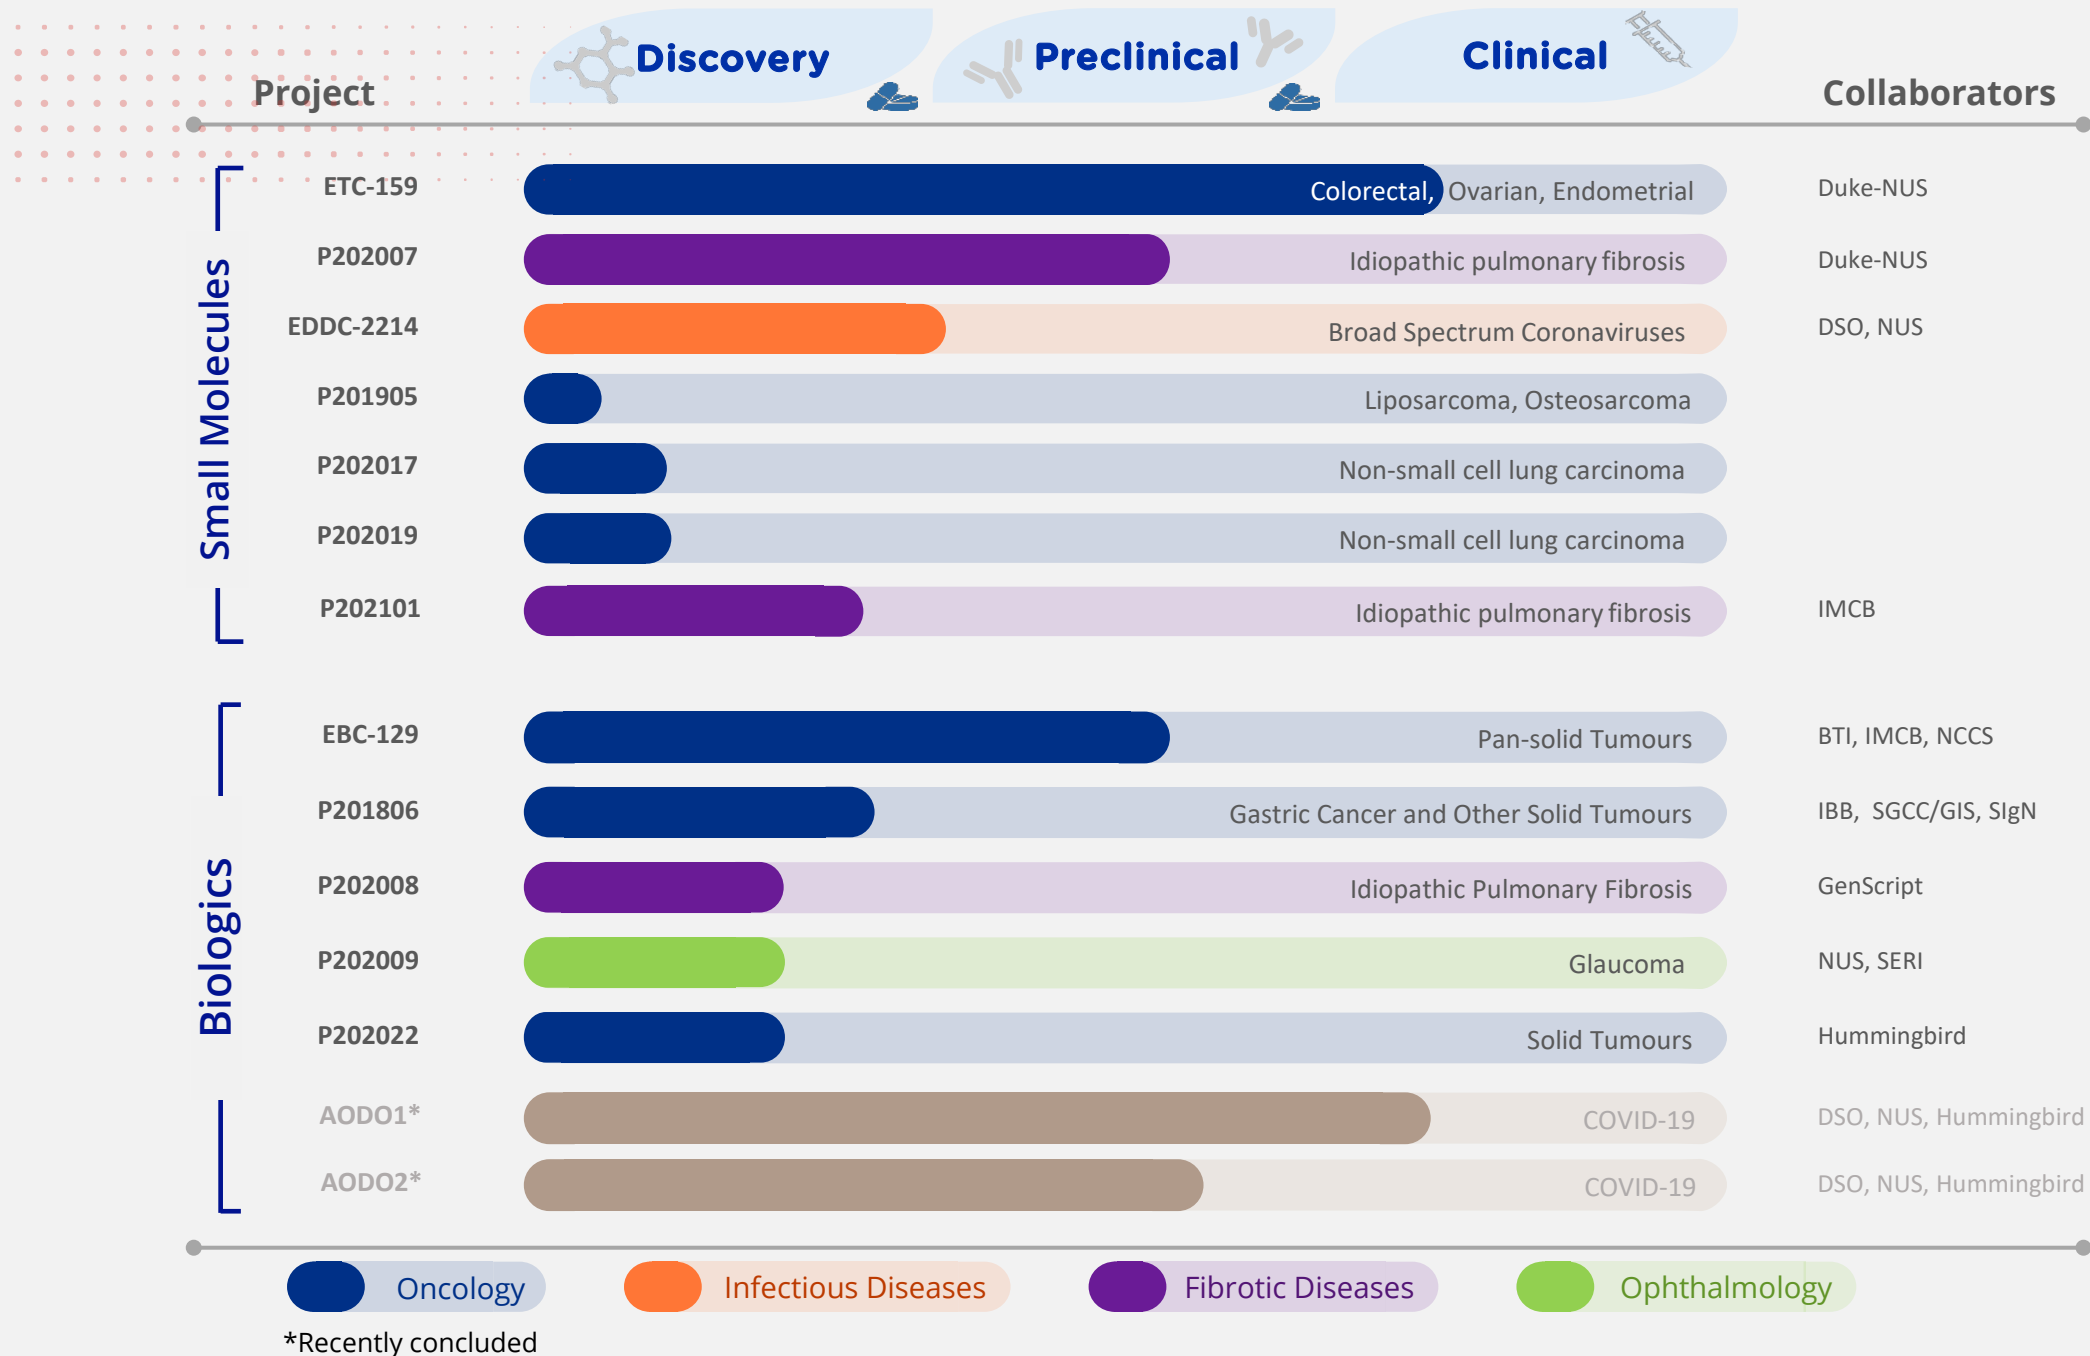 Discovery
Preclinical
Clinical
Project
Collaborators
Small Molecules
ETC-159 Colorectal, Ovarian, Endometrial Duke-NUS
P202007 Idiopathic pulmonary fibrosis Duke-NUS
EDDC-2214 Broad Spectrum Coronaviruses DSO, NUS
P201905 Liposarcoma, Osteosarcoma
P202017 Non-small cell lung carcinoma
P202019 Non-small cell lung carcinoma
P202101 Idiopathic pulmonary fibrosis IMCB
Biologics
EBC-129 Pan-solid Tumours BTI, IMCB, NCCS
P201806 Gastric Cancer and Other Solid Tumours IBB, SGCC/GIS, SIgN
P202008 Idiopathic Pulmonary Fibrosis GenScript
P202009 Glaucoma NUS, SERI
P202022 Solid Tumours Hummingbird
AODO1* COVID-19 DSO, NUS, Hummingbird
AODO2* COVID-19 DSO, NUS, Hummingbird
Oncology Infectious Diseases Fibrotic Diseases Ophthalmology
*Recently concluded